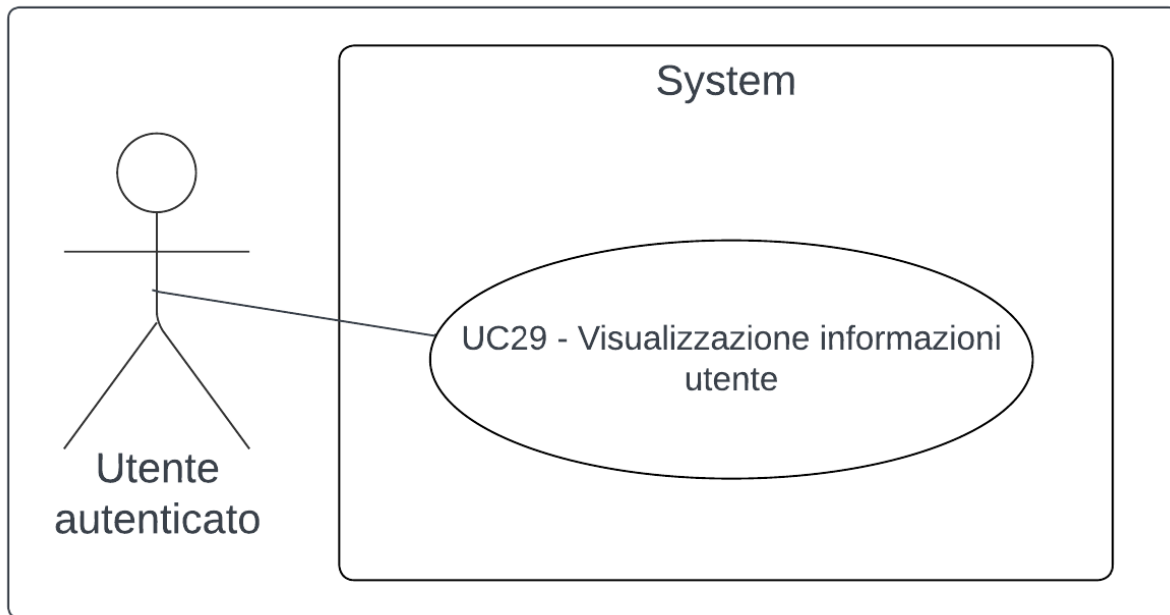 System
UC29 - Visualizzazione informazioni
utente
Utente
autenticato